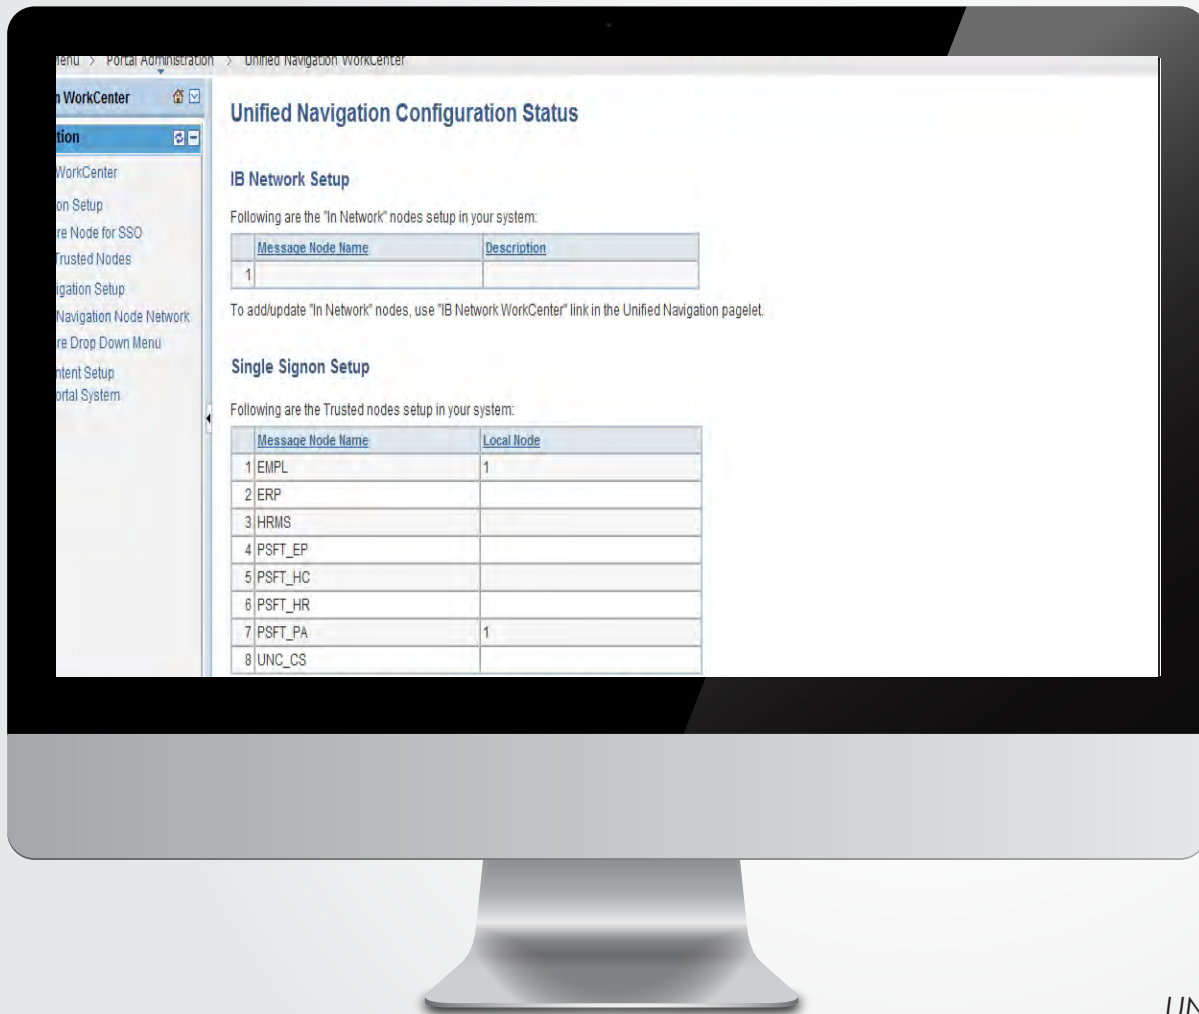 Menu > Portal Administration > Unified Navigation WorkCenter
WorkCenter
tion
WorkCenter
on Setup
re Node for SSO
Trusted Nodes
igation Setup
Navigation Node Network
re Drop Down Menu
ntent Setup
ortal System
Unified Navigation Configuration Status
IB Network Setup
Following are the "In Network" nodes setup in your system:
Message Node Name Description
1
To add/update "In Network" nodes, use "IB Network WorkCenter" link in the Unified Navigation pagelet.
Single Signon Setup
Following are the Trusted nodes setup in your system:
Message Node Name Local Node
1 EMPL 1
2 ERP
3 HRMS
4 PSFT_EP
5 PSFT_HC
6 PSFT_HR
7 PSFT_PA 1
8 UNC_CS